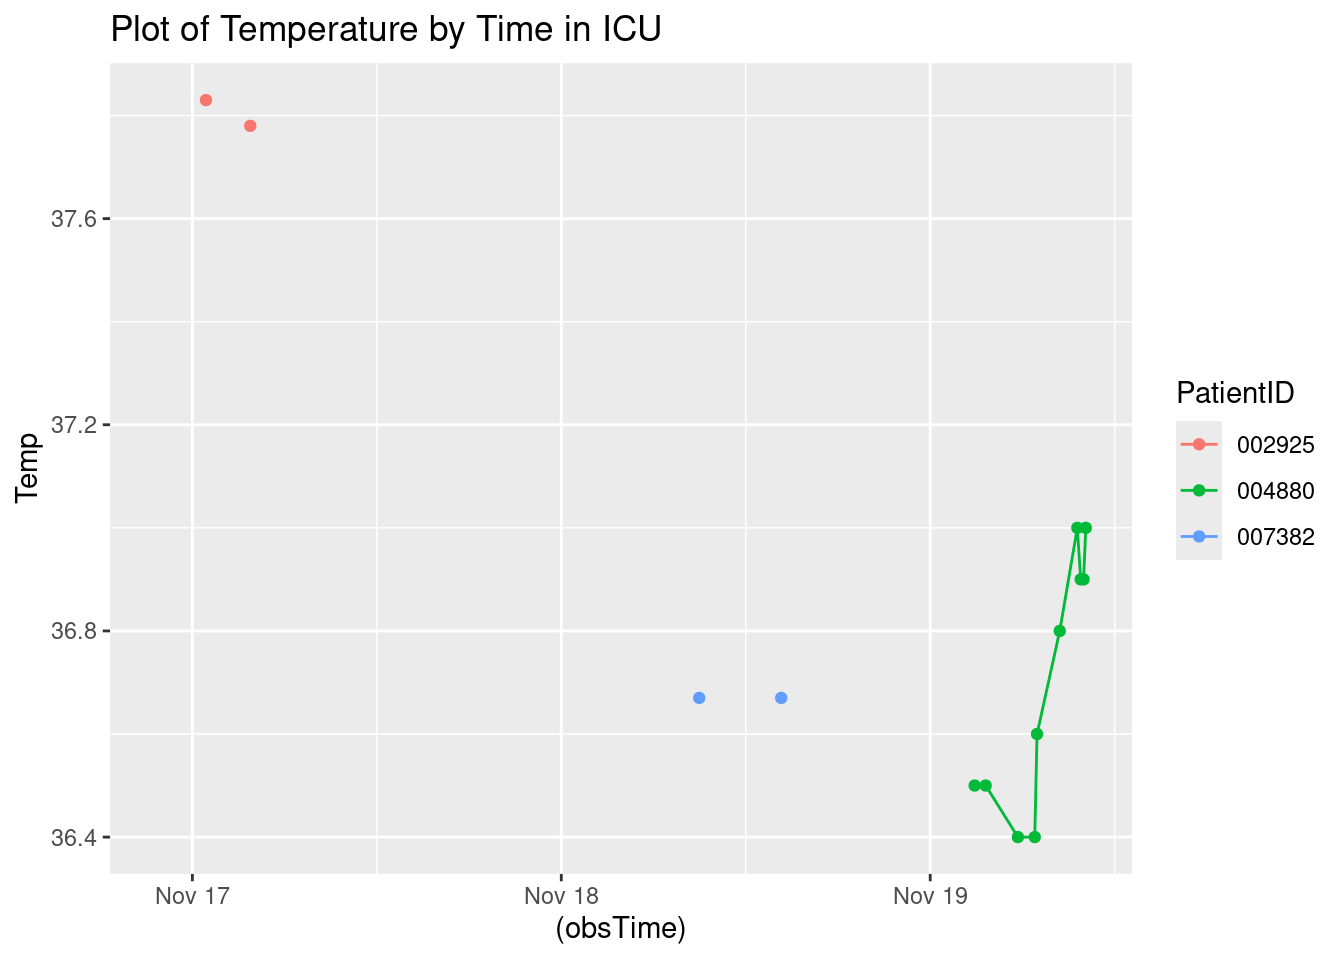 Plot of Temperature by Time in ICU
37.6
37.2
36.8
36.4
Temp
Nov 17
Nov 18
Nov 19
(obsTime)
PatientID
002925
004880
007382